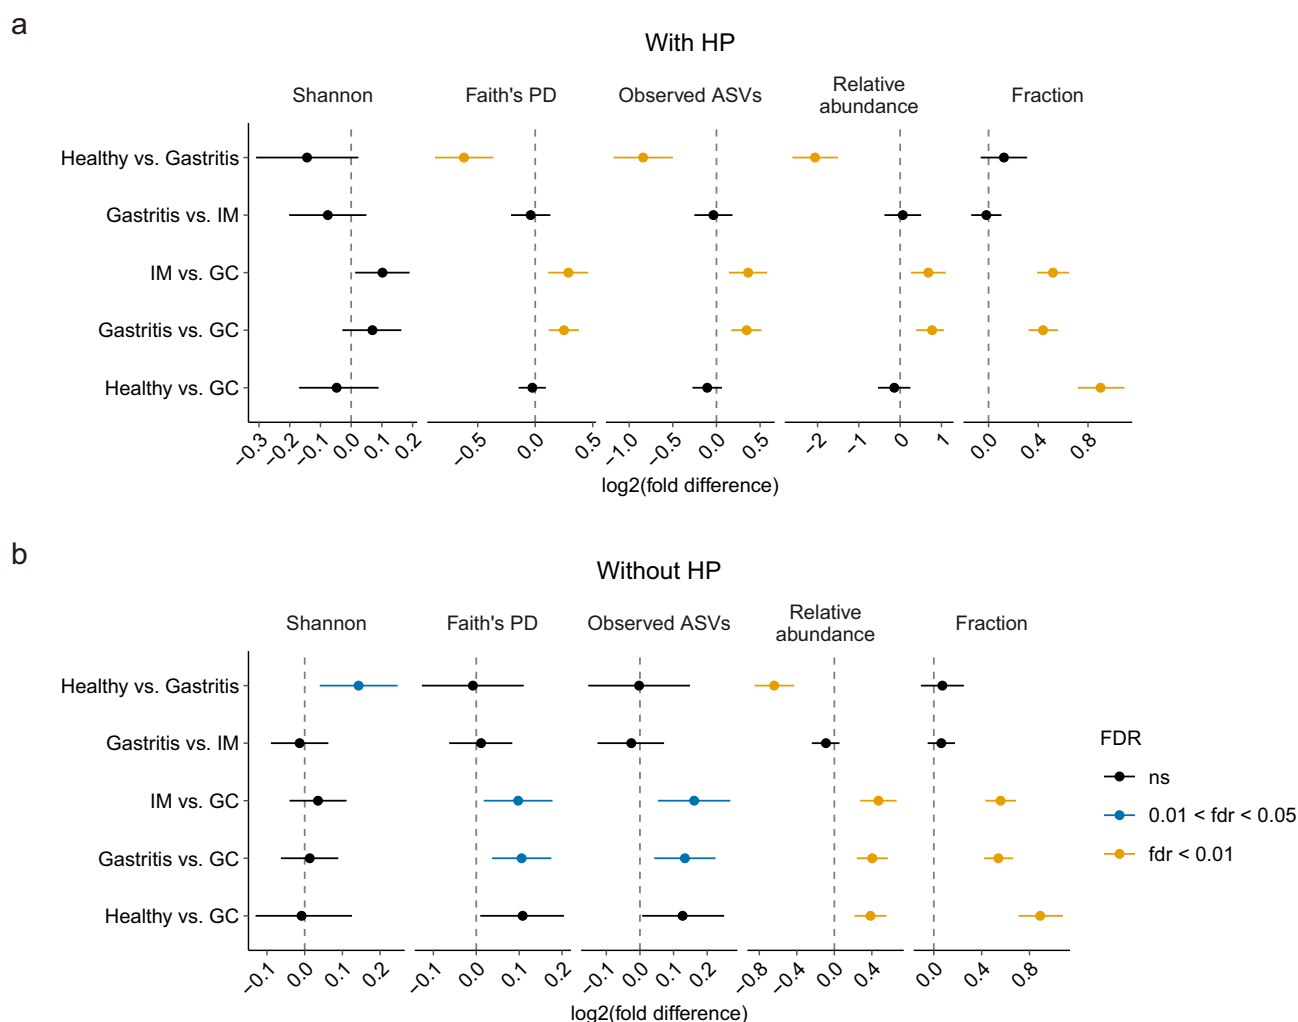 a
With HP
Shannon
Faith's PD
Observed ASVs
Relative
abundance
Fraction
Healthy vs. Gastritis
Gastritis vs. IM
IM vs. GC
Gastritis vs. GC
Healthy vs. GC
−0.3
−0.2
−0.1
0.0
0.1
0.2
−0.5
0.0
0.5
−1.0
−0.5
0.0
0.5
−2
−1
0
1
0.0
0.4
0.8
log2(fold difference)
b
Without HP
Shannon
Faith's PD
Observed ASVs
Relative
abundance
Fraction
Healthy vs. Gastritis
Gastritis vs. IM
IM vs. GC
Gastritis vs. GC
Healthy vs. GC
−0.1
0.0
0.1
0.2
−0.1
0.0
0.1
0.2
−0.1
0.0
0.1
0.2
−0.8
−0.4
0.0
0.4
0.0
0.4
0.8
log2(fold difference)
FDR
ns
0.01 < fdr < 0.05
fdr < 0.01